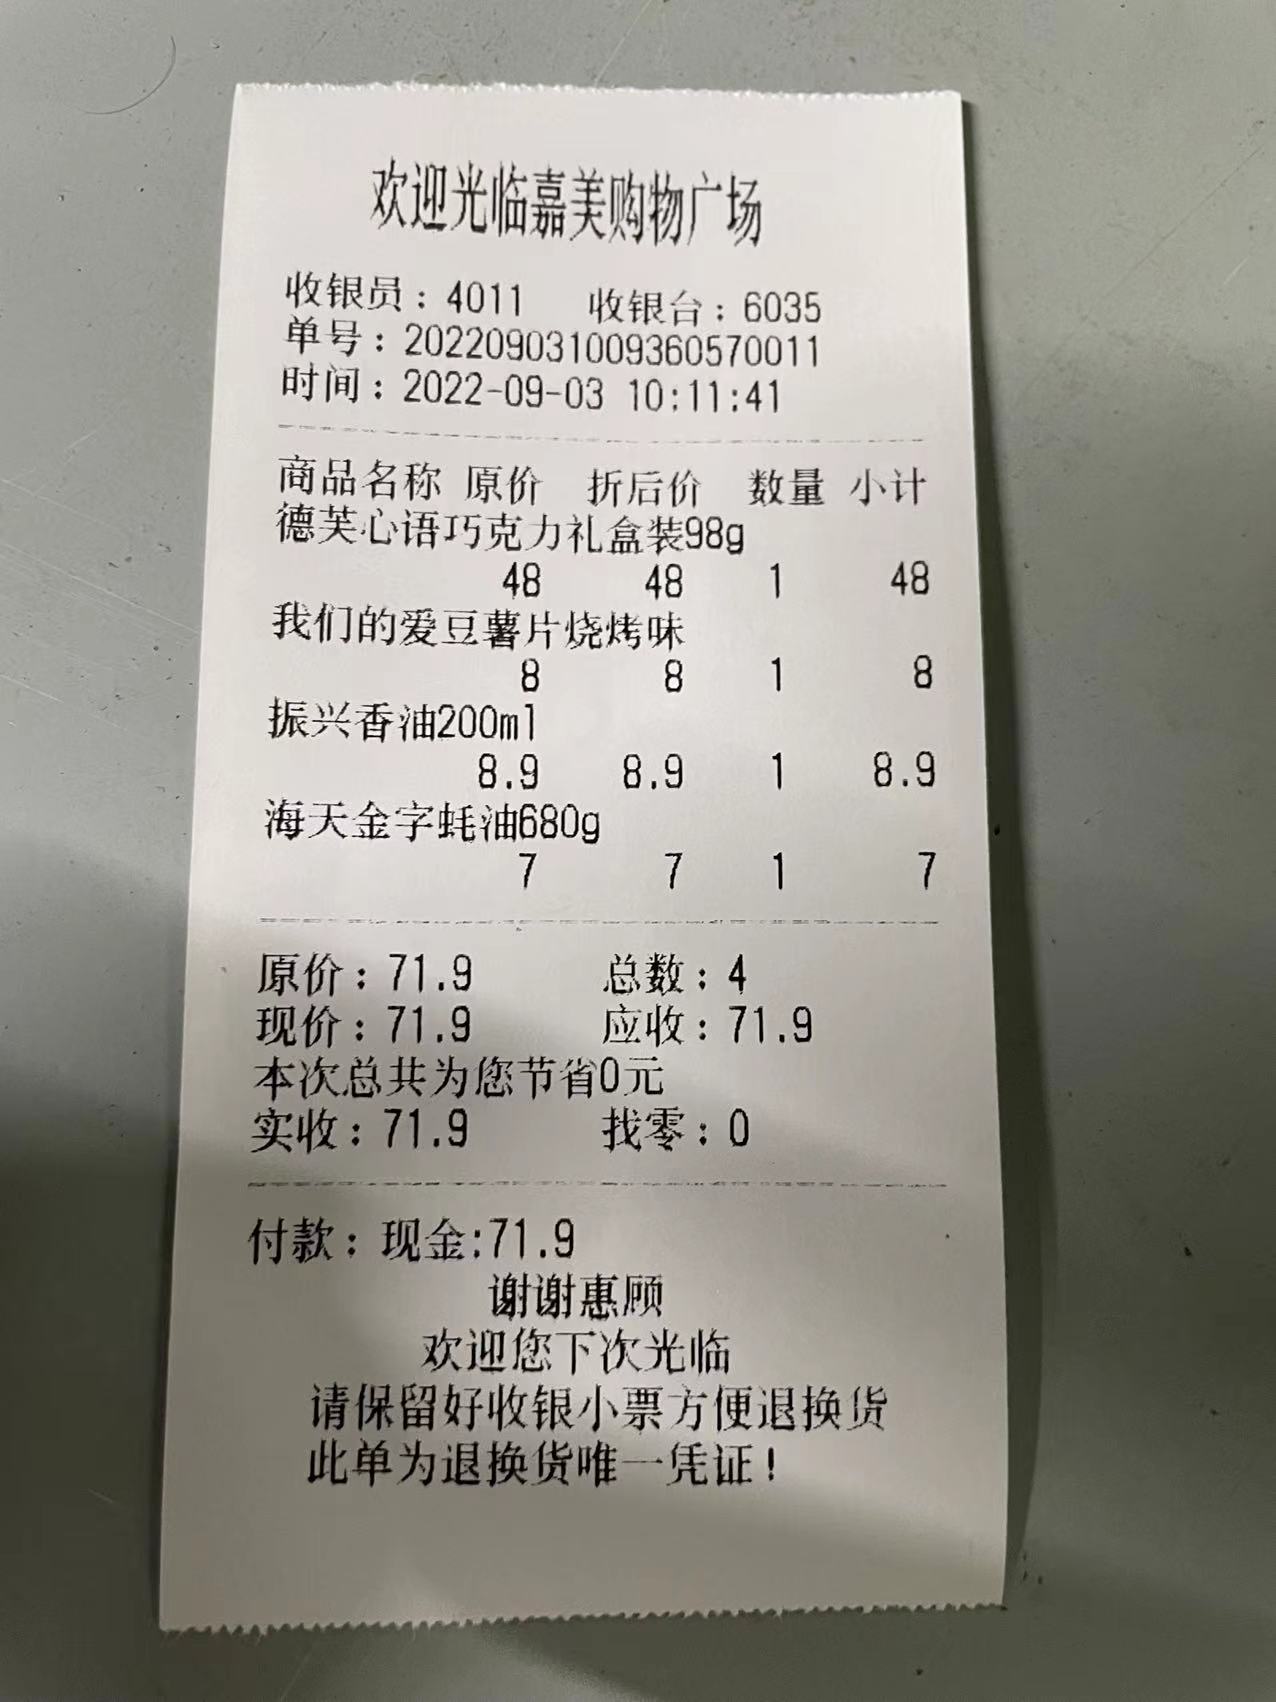 欢迎光临嘉美购物广场
收银员：4011 收银台：6035
单号：202209031009360570011
时间：2022-09-03 10:11:41
商品名称 原价 折后价 数量 小计
德芙心语巧克力礼盒装98g
48 48 1 48
我们的爱豆薯片烧烤味
8 8 1 8
振兴香油200ml
8.9 8.9 1 8.9
海天金字蚝油680g
7 7 1 7
原价：71.9 总数：4
现价：71.9 应收：71.9
本次总共为您节省0元
实收：71.9 找零：0
付款：现金:71.9
谢谢惠顾
欢迎您下次光临
请保留好收银小票方便退换货
此单为退换货唯一凭证！